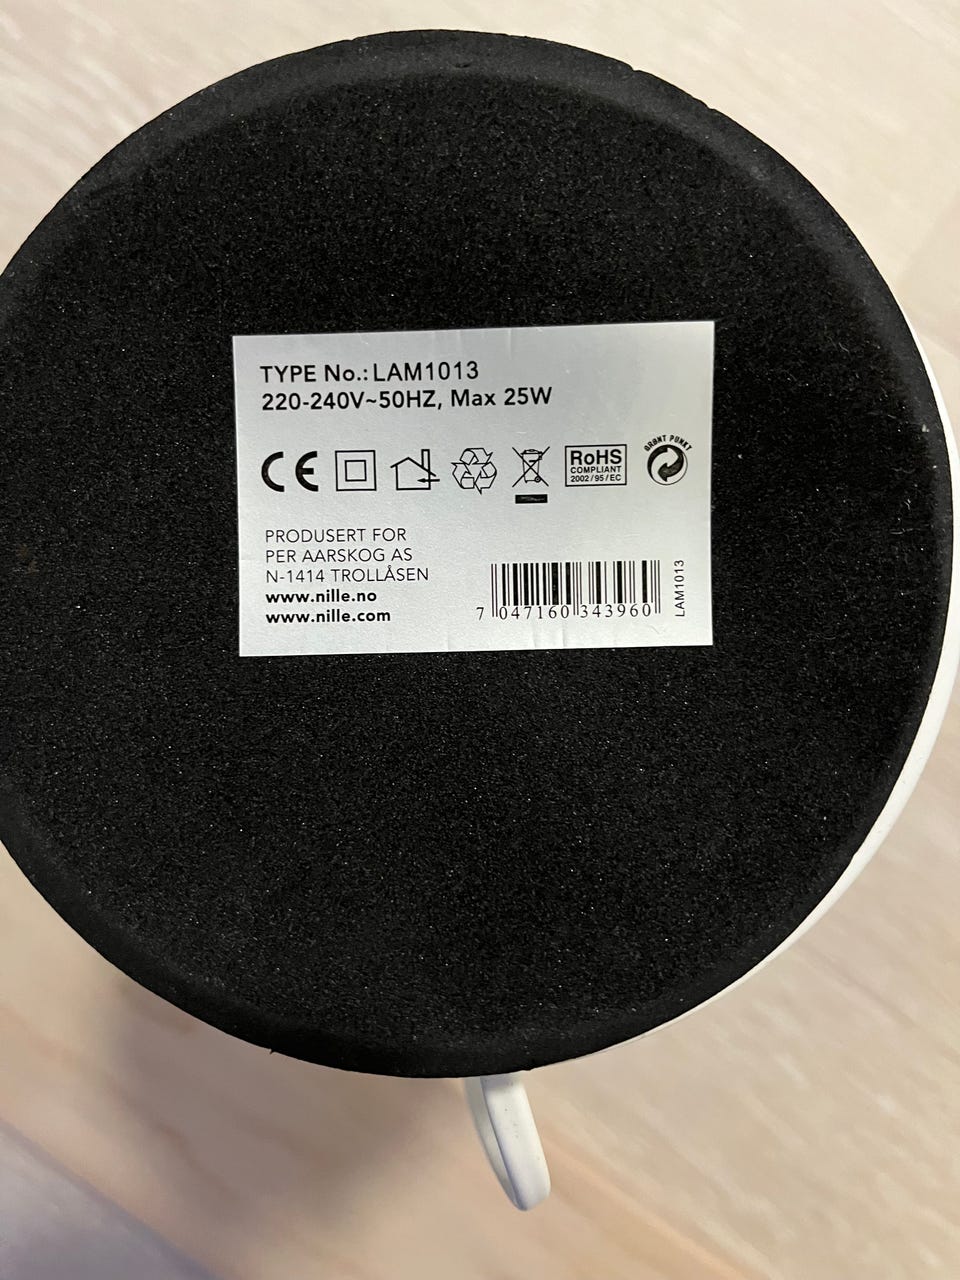 TYPE No.: LAM1013
220-240V~50HZ, Max 25W
CE
RoHS
COMPLIANT
2002/95/EC
GRØNT PUNKT
PRODUSERT FOR
PER AARSKOG AS
N-1414 TROLLÅSEN
www.nille.no
www.nille.com
7 047160 343960
LAM1013